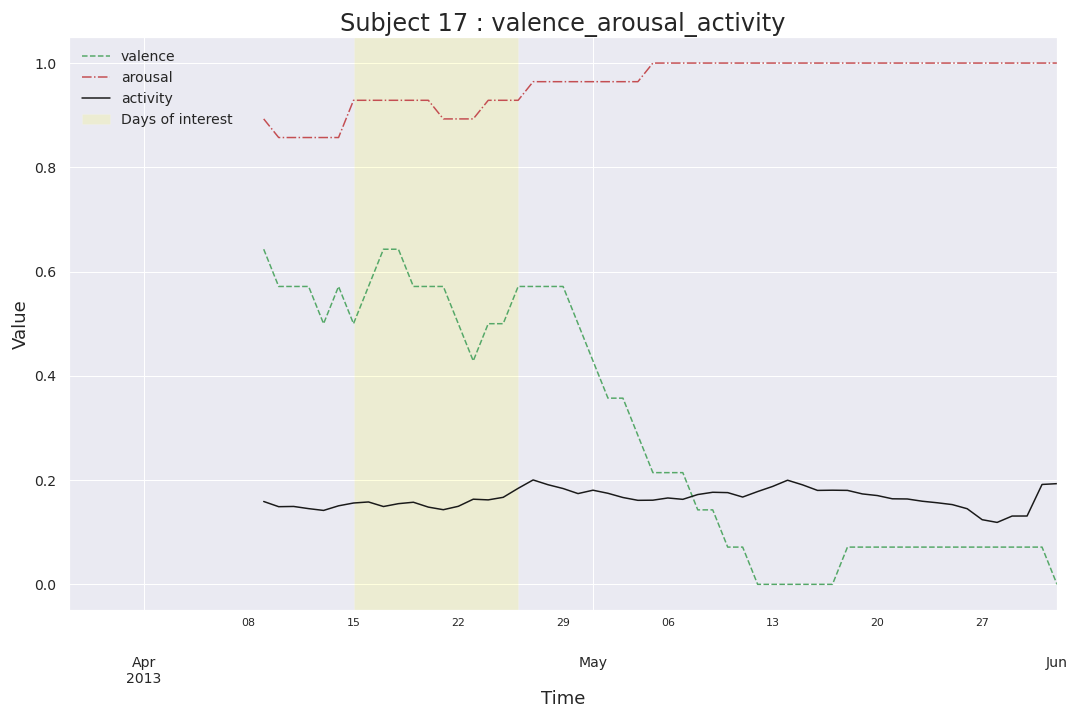 Subject 17 : valence_arousal_activity
valence
arousal
activity
Days of interest
1.0
0.8
0.6
0.4
0.2
0.0
Value
08 15 22 29 06 13 20 27
Apr May Jun
2013
Time